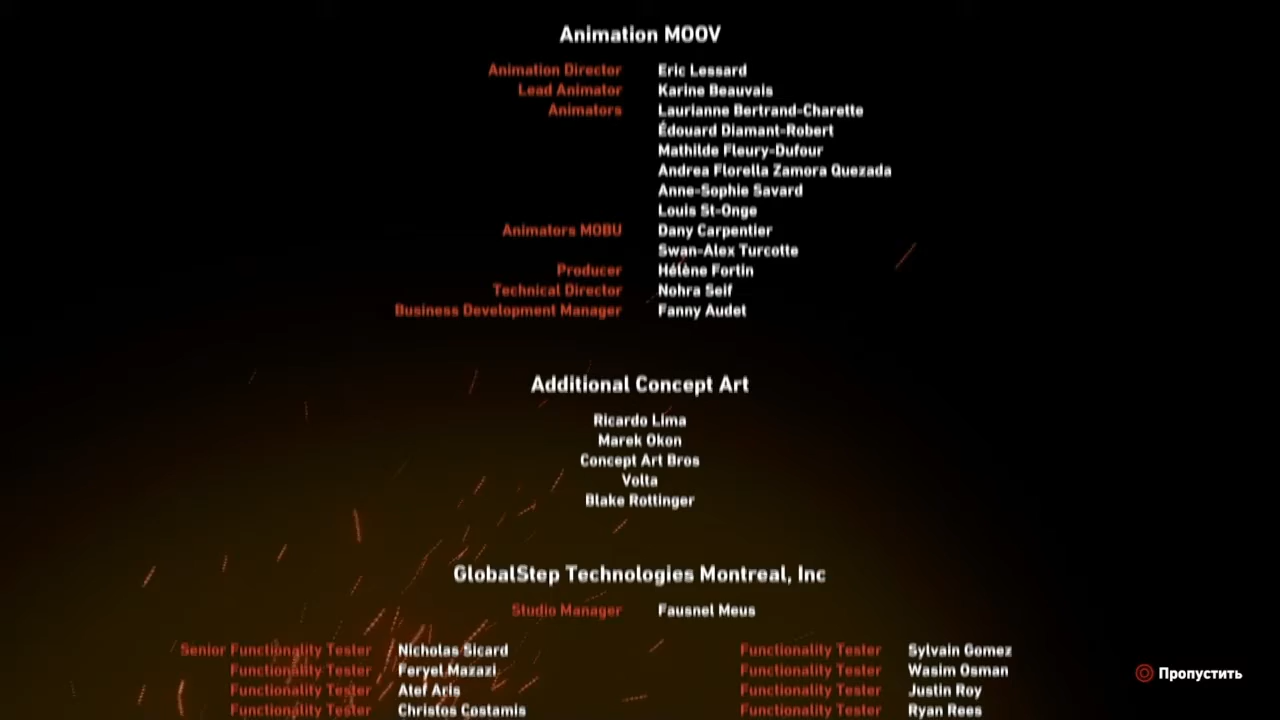 Animation MOOV
Animation Director Eric Lessard
Lead Animator Karine Beauvais
Animators Laurianne Bertrand-Charette
Édouard Diamant-Robert
Mathilde Fleury-Dufour
Andrea Florella Zamora Quezada
Anne-Sophie Savard
Louis St-Onge
Animators MOBU Dany Carpentier
Swan-Alex Turcotte
Producer Hélène Fortin
Technical Director Nohra Seif
Business Development Manager Fanny Audet
Additional Concept Art
Ricardo Lima
Marek Okon
Concept Art Bros
Volta
Blake Rottinger
GlobalStep Technologies Montreal, Inc
Studio Manager Fausnel Meus
Senior Functionality Tester Nicholas Sicard Functionality Tester Sylvain Gomez
Functionality Tester Feryel Mazazi Functionality Tester Wasim Osman
Functionality Tester Atef Aris Functionality Tester Justin Roy
Functionality Tester Christos Costamis Functionality Tester Ryan Rees
Пропустить